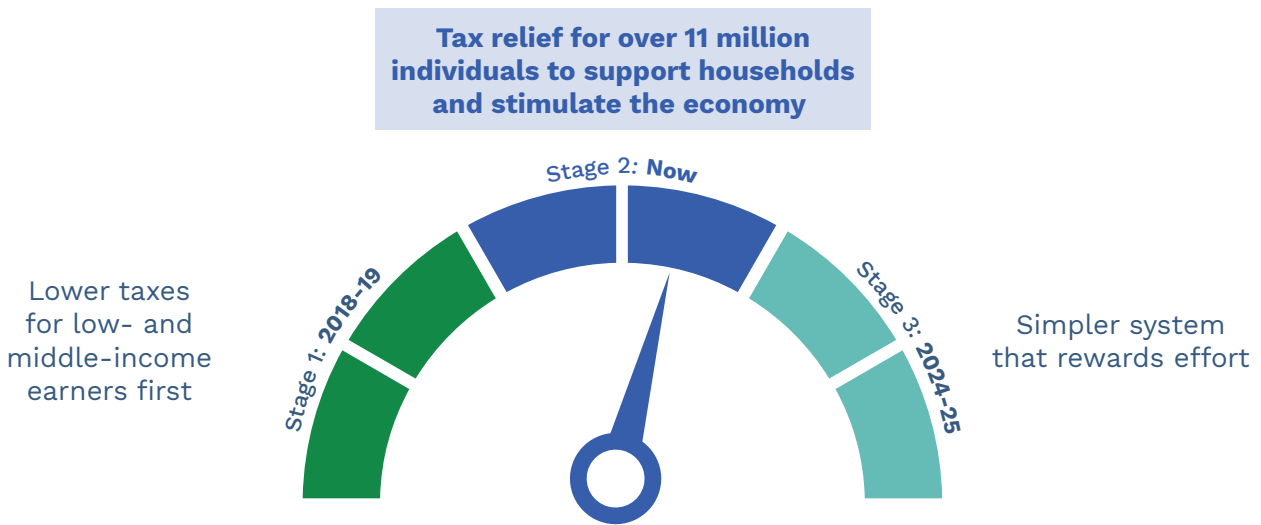 Tax relief for over 11 million
individuals to support households
and stimulate the economy
Stage 2: Now
Stage 1: 2018-19
Lower taxes
for low- and
middle-income
earners first
Stage 3: 2024-25
Simpler system
that rewards effort